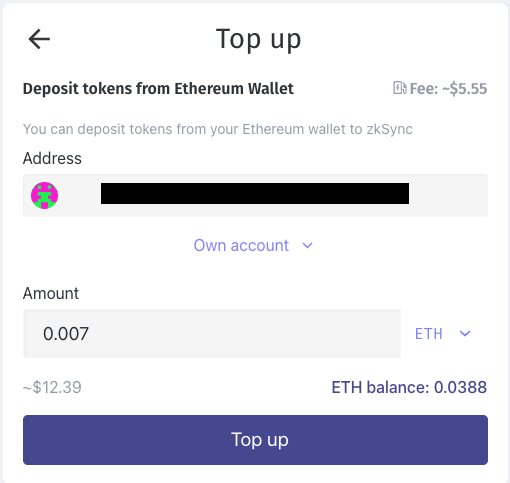 Top up
Deposit tokens from Ethereum Wallet Fee: ~$5.55
You can deposit tokens from your Ethereum wallet to zkSync
Address
Own account
Amount
0.007 ETH
~$12.39 ETH balance: 0.0388
Top up